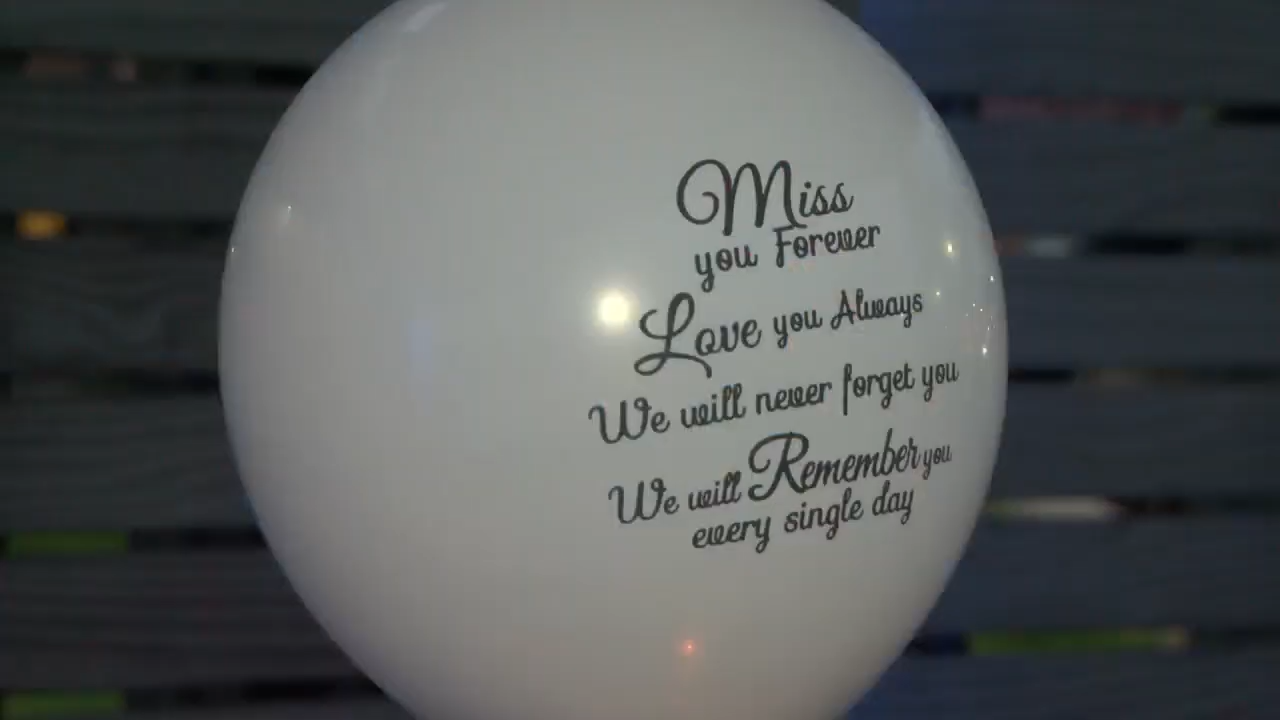 Miss
you Forever
Love you Always
We will never forget you
We will Remember you
every single day